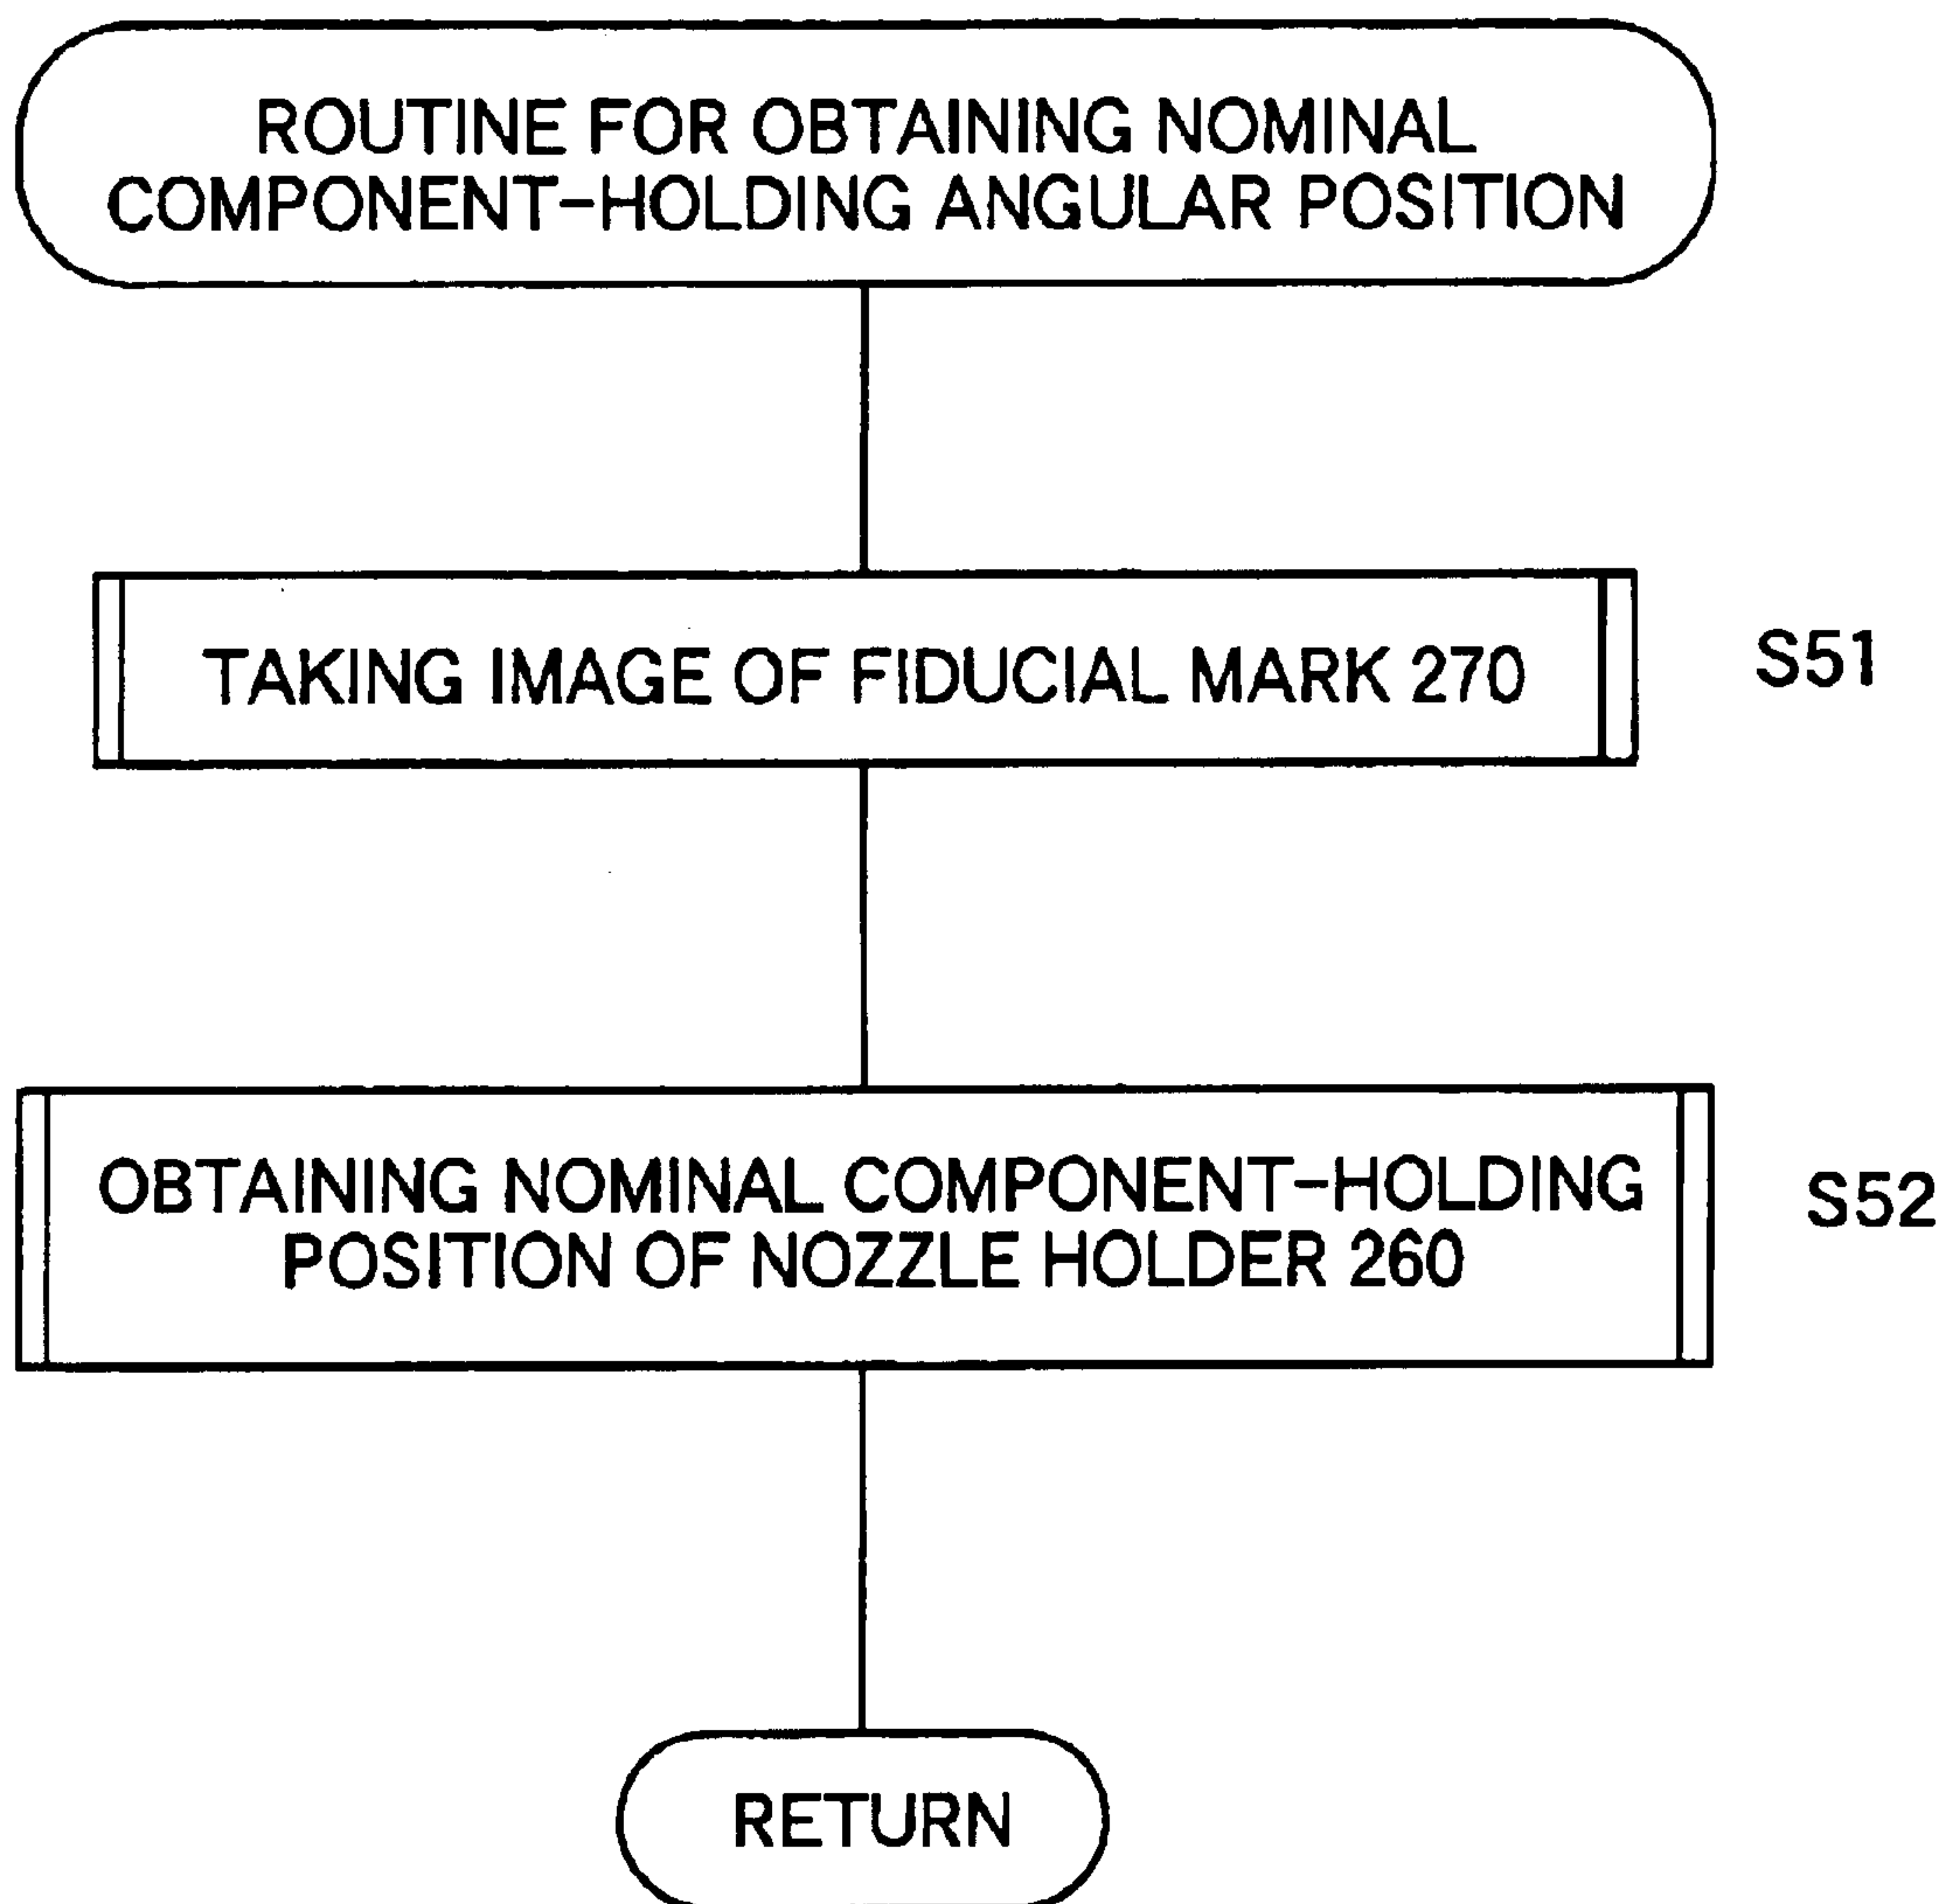 ROUTINE FOR OBTAINING NOMINAL
COMPONENT-HOLDING ANGULAR POSITION
TAKING IMAGE OF FIDUCIAL MARK 270
S51
OBTAINING NOMINAL COMPONENT-HOLDING
POSITION OF NOZZLE HOLDER 260
S52
RETURN